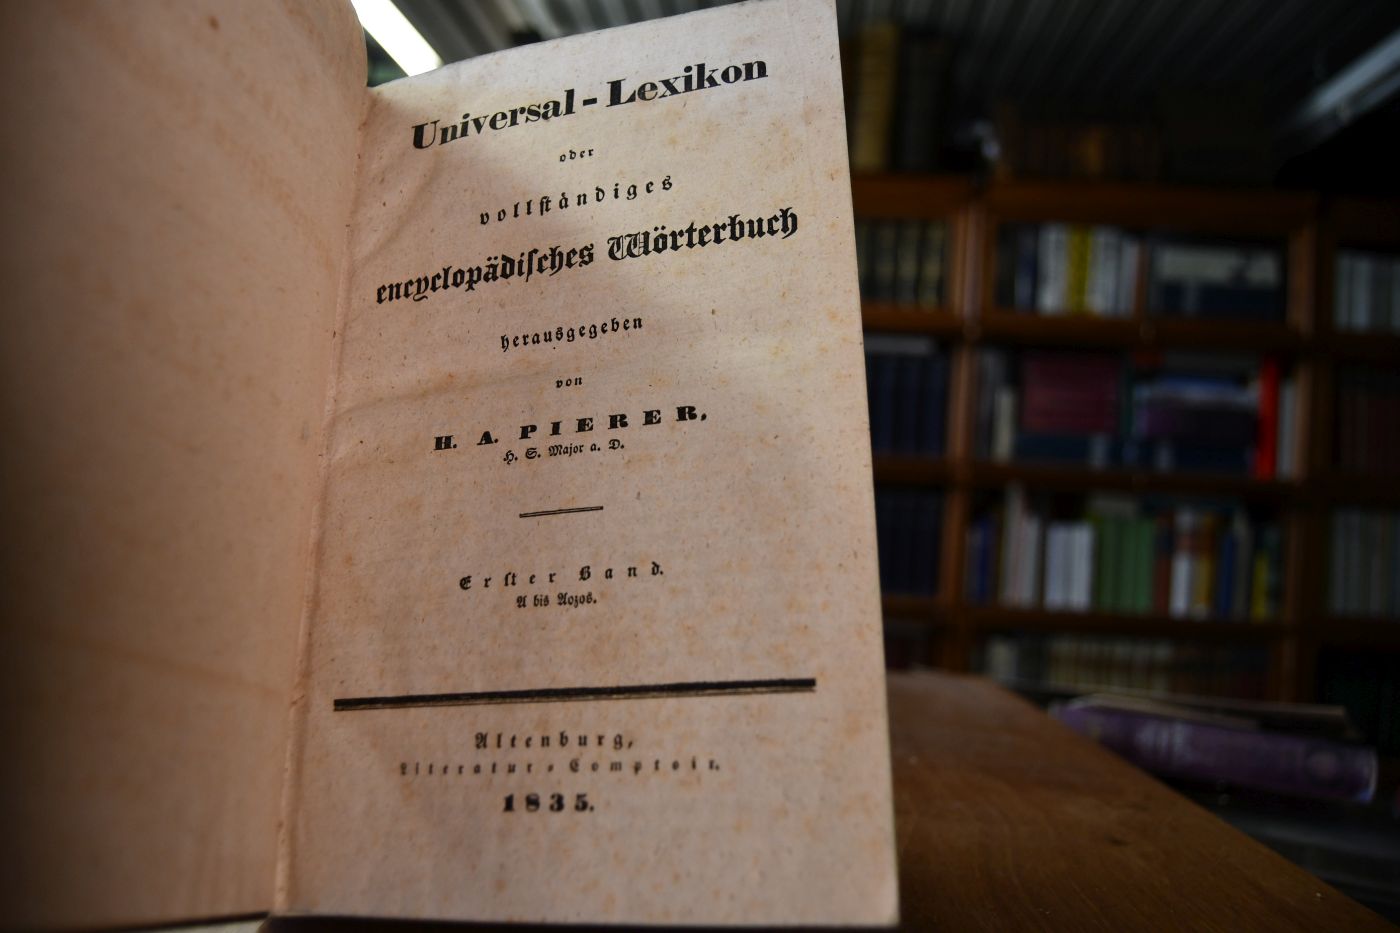 Universal-Lexikon
oder
vollſtändiges
encyclopädiſches Wörterbuch
herausgegeben
von
H. A. PIERER,
H. S. Major a. D.
Erſter Band.
A bis Aozos.
Altenburg,
Literatur-Comptoir.
1835.